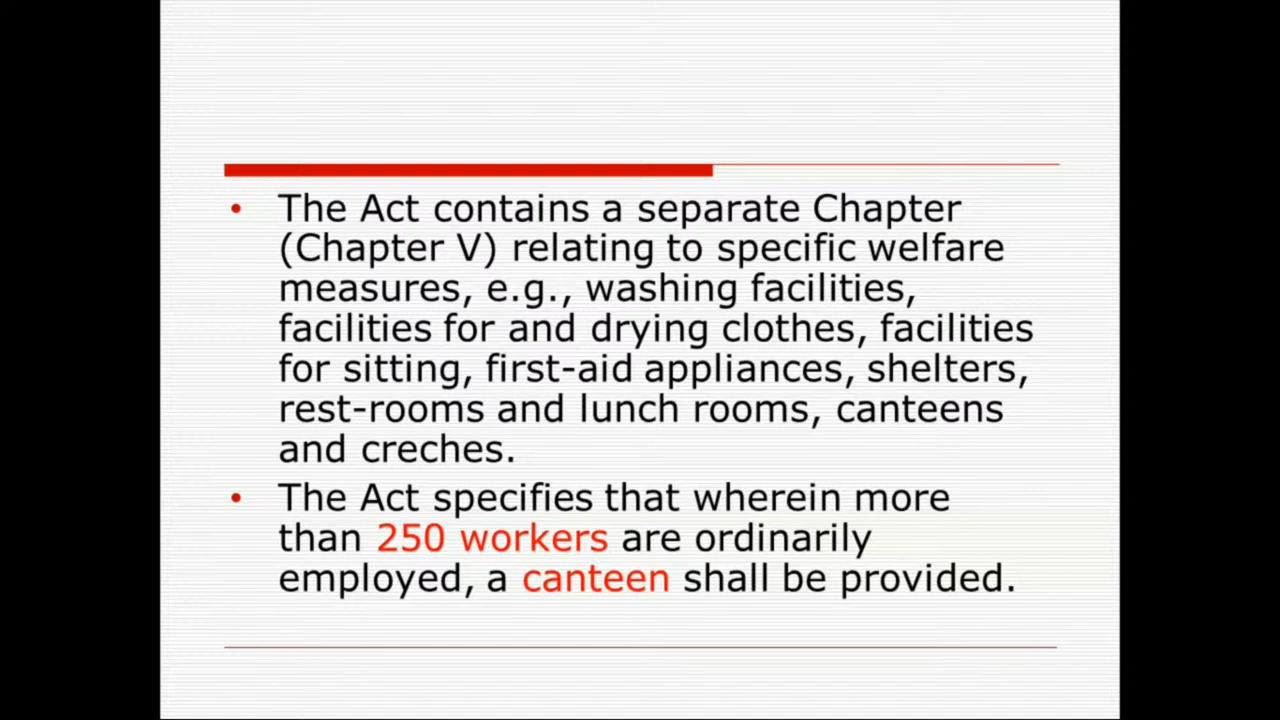 • The Act contains a separate Chapter
(Chapter V) relating to specific welfare
measures, e.g., washing facilities,
facilities for and drying clothes, facilities
for sitting, first-aid appliances, shelters,
rest-rooms and lunch rooms, canteens
and creches.
• The Act specifies that wherein more
than 250 workers are ordinarily
employed, a canteen shall be provided.